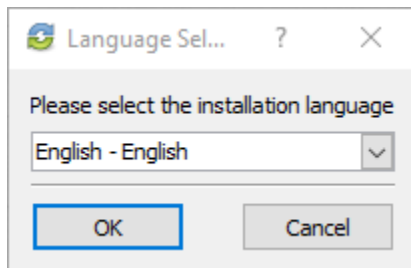 Language Sel...
Please select the installation language
English - English
OK
Cancel